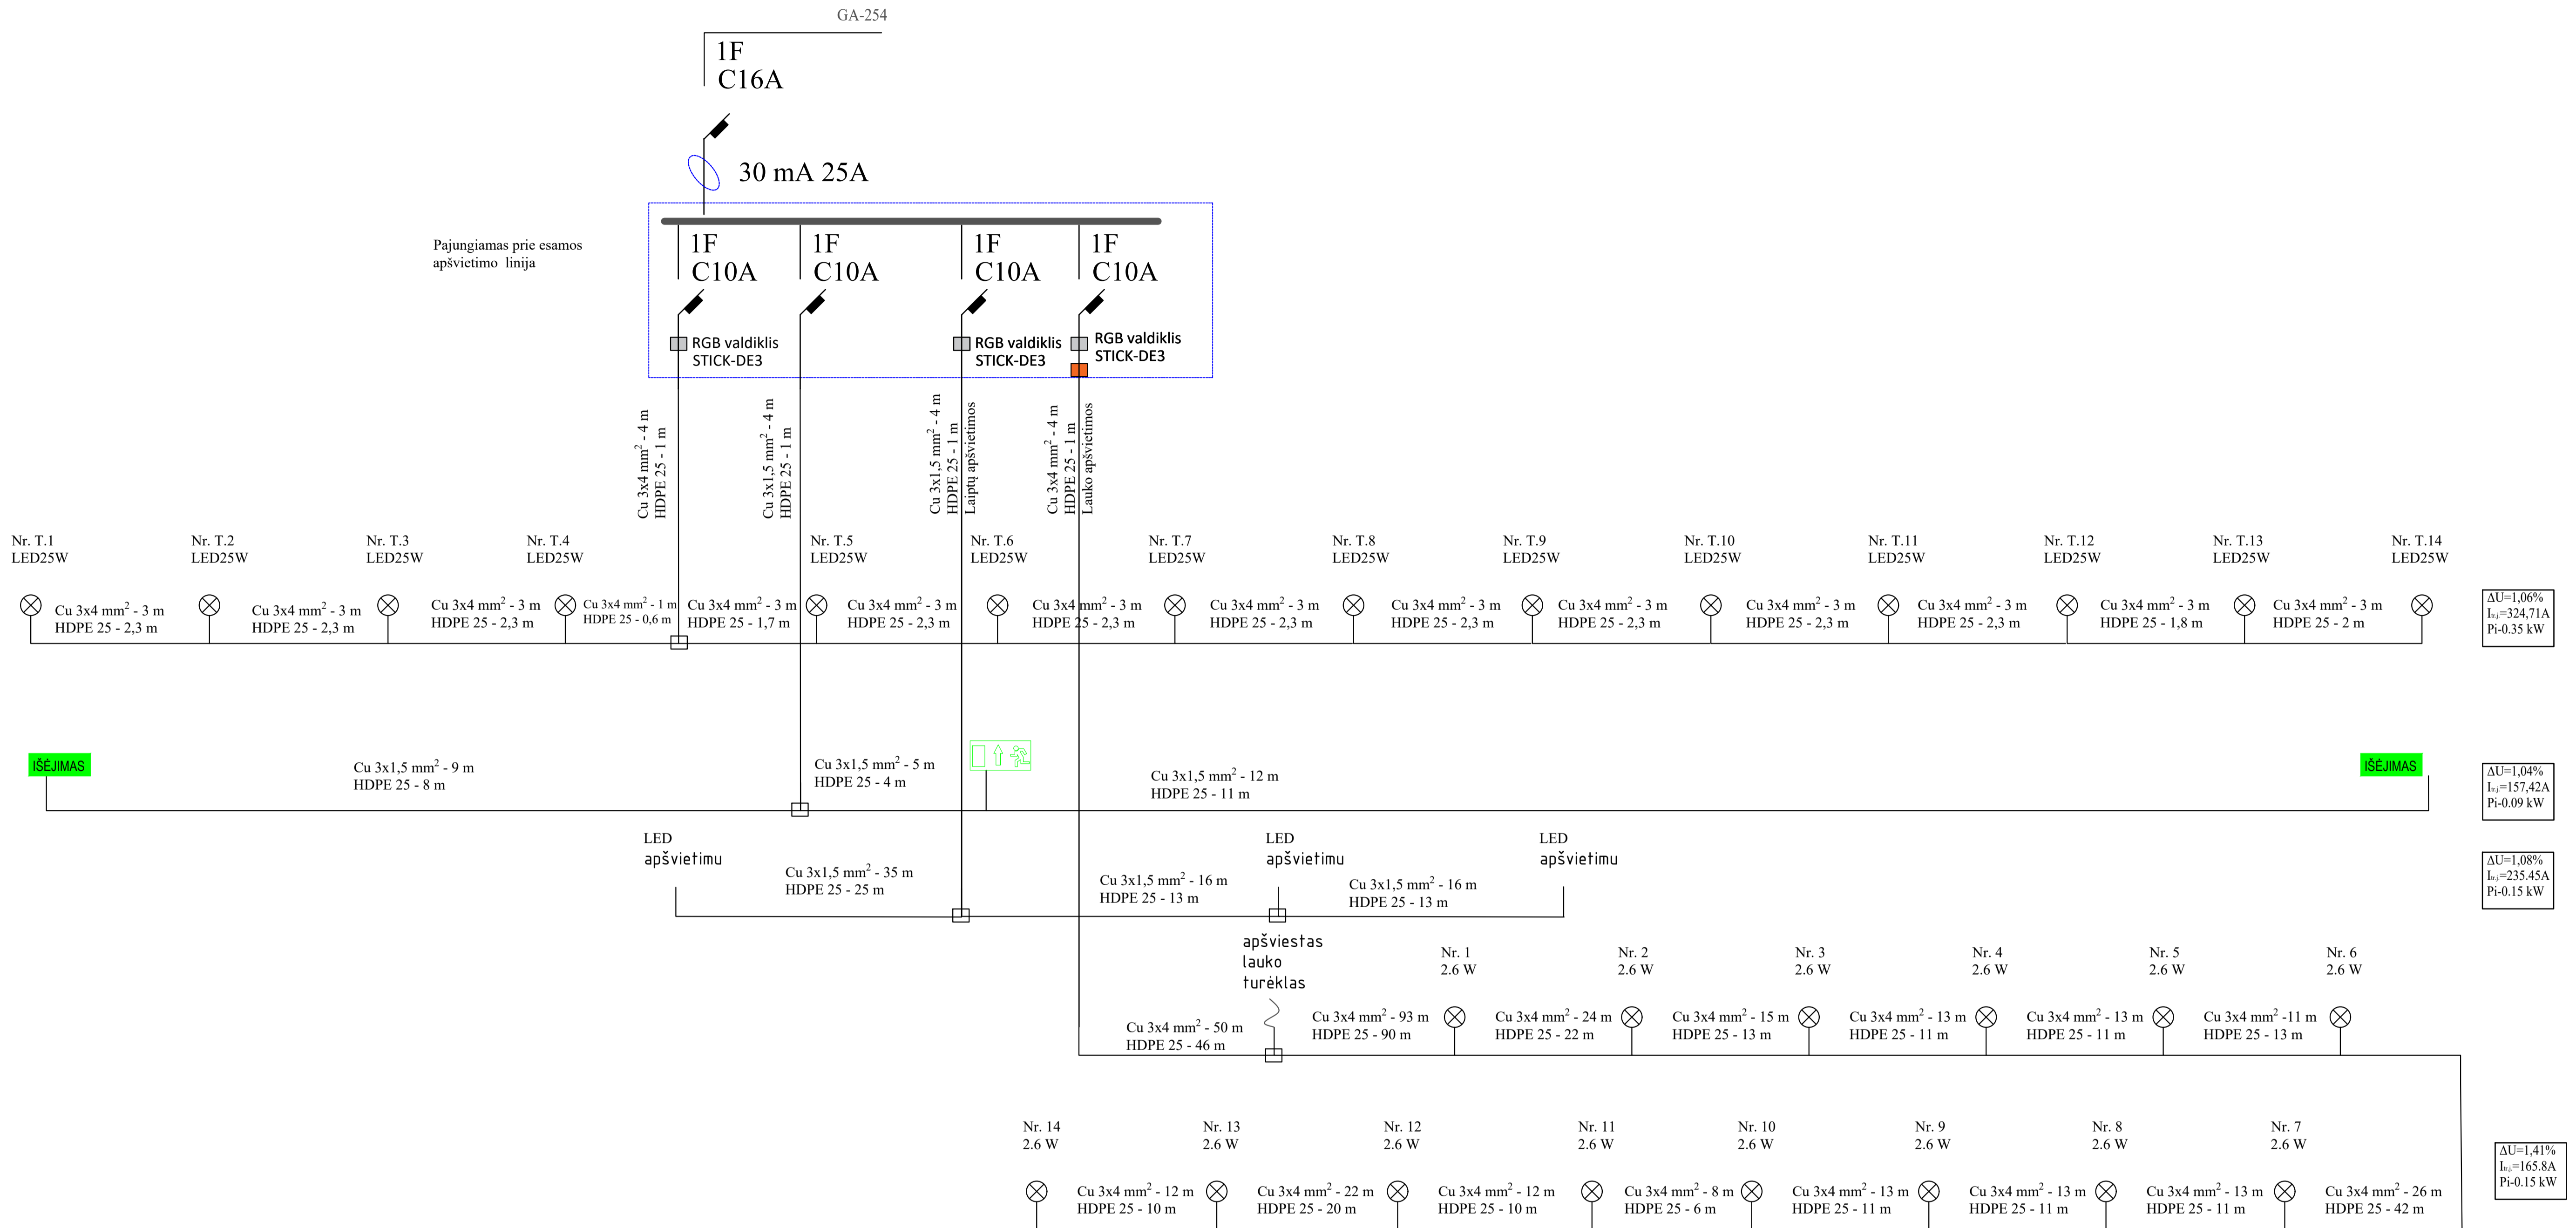 GA-254
1F
C16A
30 mA 25A
Pajungiamas prie esamos
apšvietimo linija
1F
C10A
1F
C10A
1F
C10A
1F
C10A
RGB valdiklis
STICK-DE3
RGB valdiklis
STICK-DE3
RGB valdiklis
STICK-DE3
Cu 3x4 mm² - 4 m
HDPE 25 - 1 m
Cu 3x1,5 mm² - 4 m
HDPE 25 - 1 m
Cu 3x1,5 mm² - 4 m
HDPE 25 - 1 m
Laiptų apšvietimos
Cu 3x4 mm² - 4 m
HDPE 25 - 1 m
Lauko apšvietimos
Nr. T.1
LED25W
Nr. T.2
LED25W
Nr. T.3
LED25W
Nr. T.4
LED25W
Nr. T.5
LED25W
Nr. T.6
LED25W
Nr. T.7
LED25W
Nr. T.8
LED25W
Nr. T.9
LED25W
Nr. T.10
LED25W
Nr. T.11
LED25W
Nr. T.12
LED25W
Nr. T.13
LED25W
Nr. T.14
LED25W
Cu 3x4 mm² - 3 m
HDPE 25 - 2,3 m
Cu 3x4 mm² - 3 m
HDPE 25 - 2,3 m
Cu 3x4 mm² - 3 m
HDPE 25 - 2,3 m
Cu 3x4 mm² - 1 m
HDPE 25 - 0,6 m
Cu 3x4 mm² - 3 m
HDPE 25 - 1,7 m
Cu 3x4 mm² - 3 m
HDPE 25 - 2,3 m
Cu 3x4 mm² - 3 m
HDPE 25 - 2,3 m
Cu 3x4 mm² - 3 m
HDPE 25 - 2,3 m
Cu 3x4 mm² - 3 m
HDPE 25 - 2,3 m
Cu 3x4 mm² - 3 m
HDPE 25 - 2,3 m
Cu 3x4 mm² - 3 m
HDPE 25 - 2,3 m
Cu 3x4 mm² - 3 m
HDPE 25 - 2,3 m
Cu 3x4 mm² - 3 m
HDPE 25 - 1,8 m
Cu 3x4 mm² - 3 m
HDPE 25 - 2 m
ΔU=1,06%
Itr.j.=324,71A
Pi-0.35 kW
IŠĖJIMAS
Cu 3x1,5 mm² - 9 m
HDPE 25 - 8 m
Cu 3x1,5 mm² - 5 m
HDPE 25 - 4 m
Cu 3x1,5 mm² - 12 m
HDPE 25 - 11 m
IŠĖJIMAS
ΔU=1,04%
Itr.j.=157,42A
Pi-0.09 kW
LED
apšvietimu
Cu 3x1,5 mm² - 35 m
HDPE 25 - 25 m
Cu 3x1,5 mm² - 16 m
HDPE 25 - 13 m
LED
apšvietimu
Cu 3x1,5 mm² - 16 m
HDPE 25 - 13 m
LED
apšvietimu
ΔU=1,08%
Itr.j.=235.45A
Pi-0.15 kW
apšviestas
lauko
turėklas
Nr. 1
2.6 W
Nr. 2
2.6 W
Nr. 3
2.6 W
Nr. 4
2.6 W
Nr. 5
2.6 W
Nr. 6
2.6 W
Cu 3x4 mm² - 50 m
HDPE 25 - 46 m
Cu 3x4 mm² - 93 m
HDPE 25 - 90 m
Cu 3x4 mm² - 24 m
HDPE 25 - 22 m
Cu 3x4 mm² - 15 m
HDPE 25 - 13 m
Cu 3x4 mm² - 13 m
HDPE 25 - 11 m
Cu 3x4 mm² - 13 m
HDPE 25 - 11 m
Cu 3x4 mm² -11 m
HDPE 25 - 13 m
Nr. 14
2.6 W
Nr. 13
2.6 W
Nr. 12
2.6 W
Nr. 11
2.6 W
Nr. 10
2.6 W
Nr. 9
2.6 W
Nr. 8
2.6 W
Nr. 7
2.6 W
Cu 3x4 mm² - 12 m
HDPE 25 - 10 m
Cu 3x4 mm² - 22 m
HDPE 25 - 20 m
Cu 3x4 mm² - 12 m
HDPE 25 - 10 m
Cu 3x4 mm² - 8 m
HDPE 25 - 6 m
Cu 3x4 mm² - 13 m
HDPE 25 - 11 m
Cu 3x4 mm² - 13 m
HDPE 25 - 11 m
Cu 3x4 mm² - 13 m
HDPE 25 - 11 m
Cu 3x4 mm² - 26 m
HDPE 25 - 42 m
ΔU=1,41%
Itr.j.=165.8A
Pi-0.15 kW